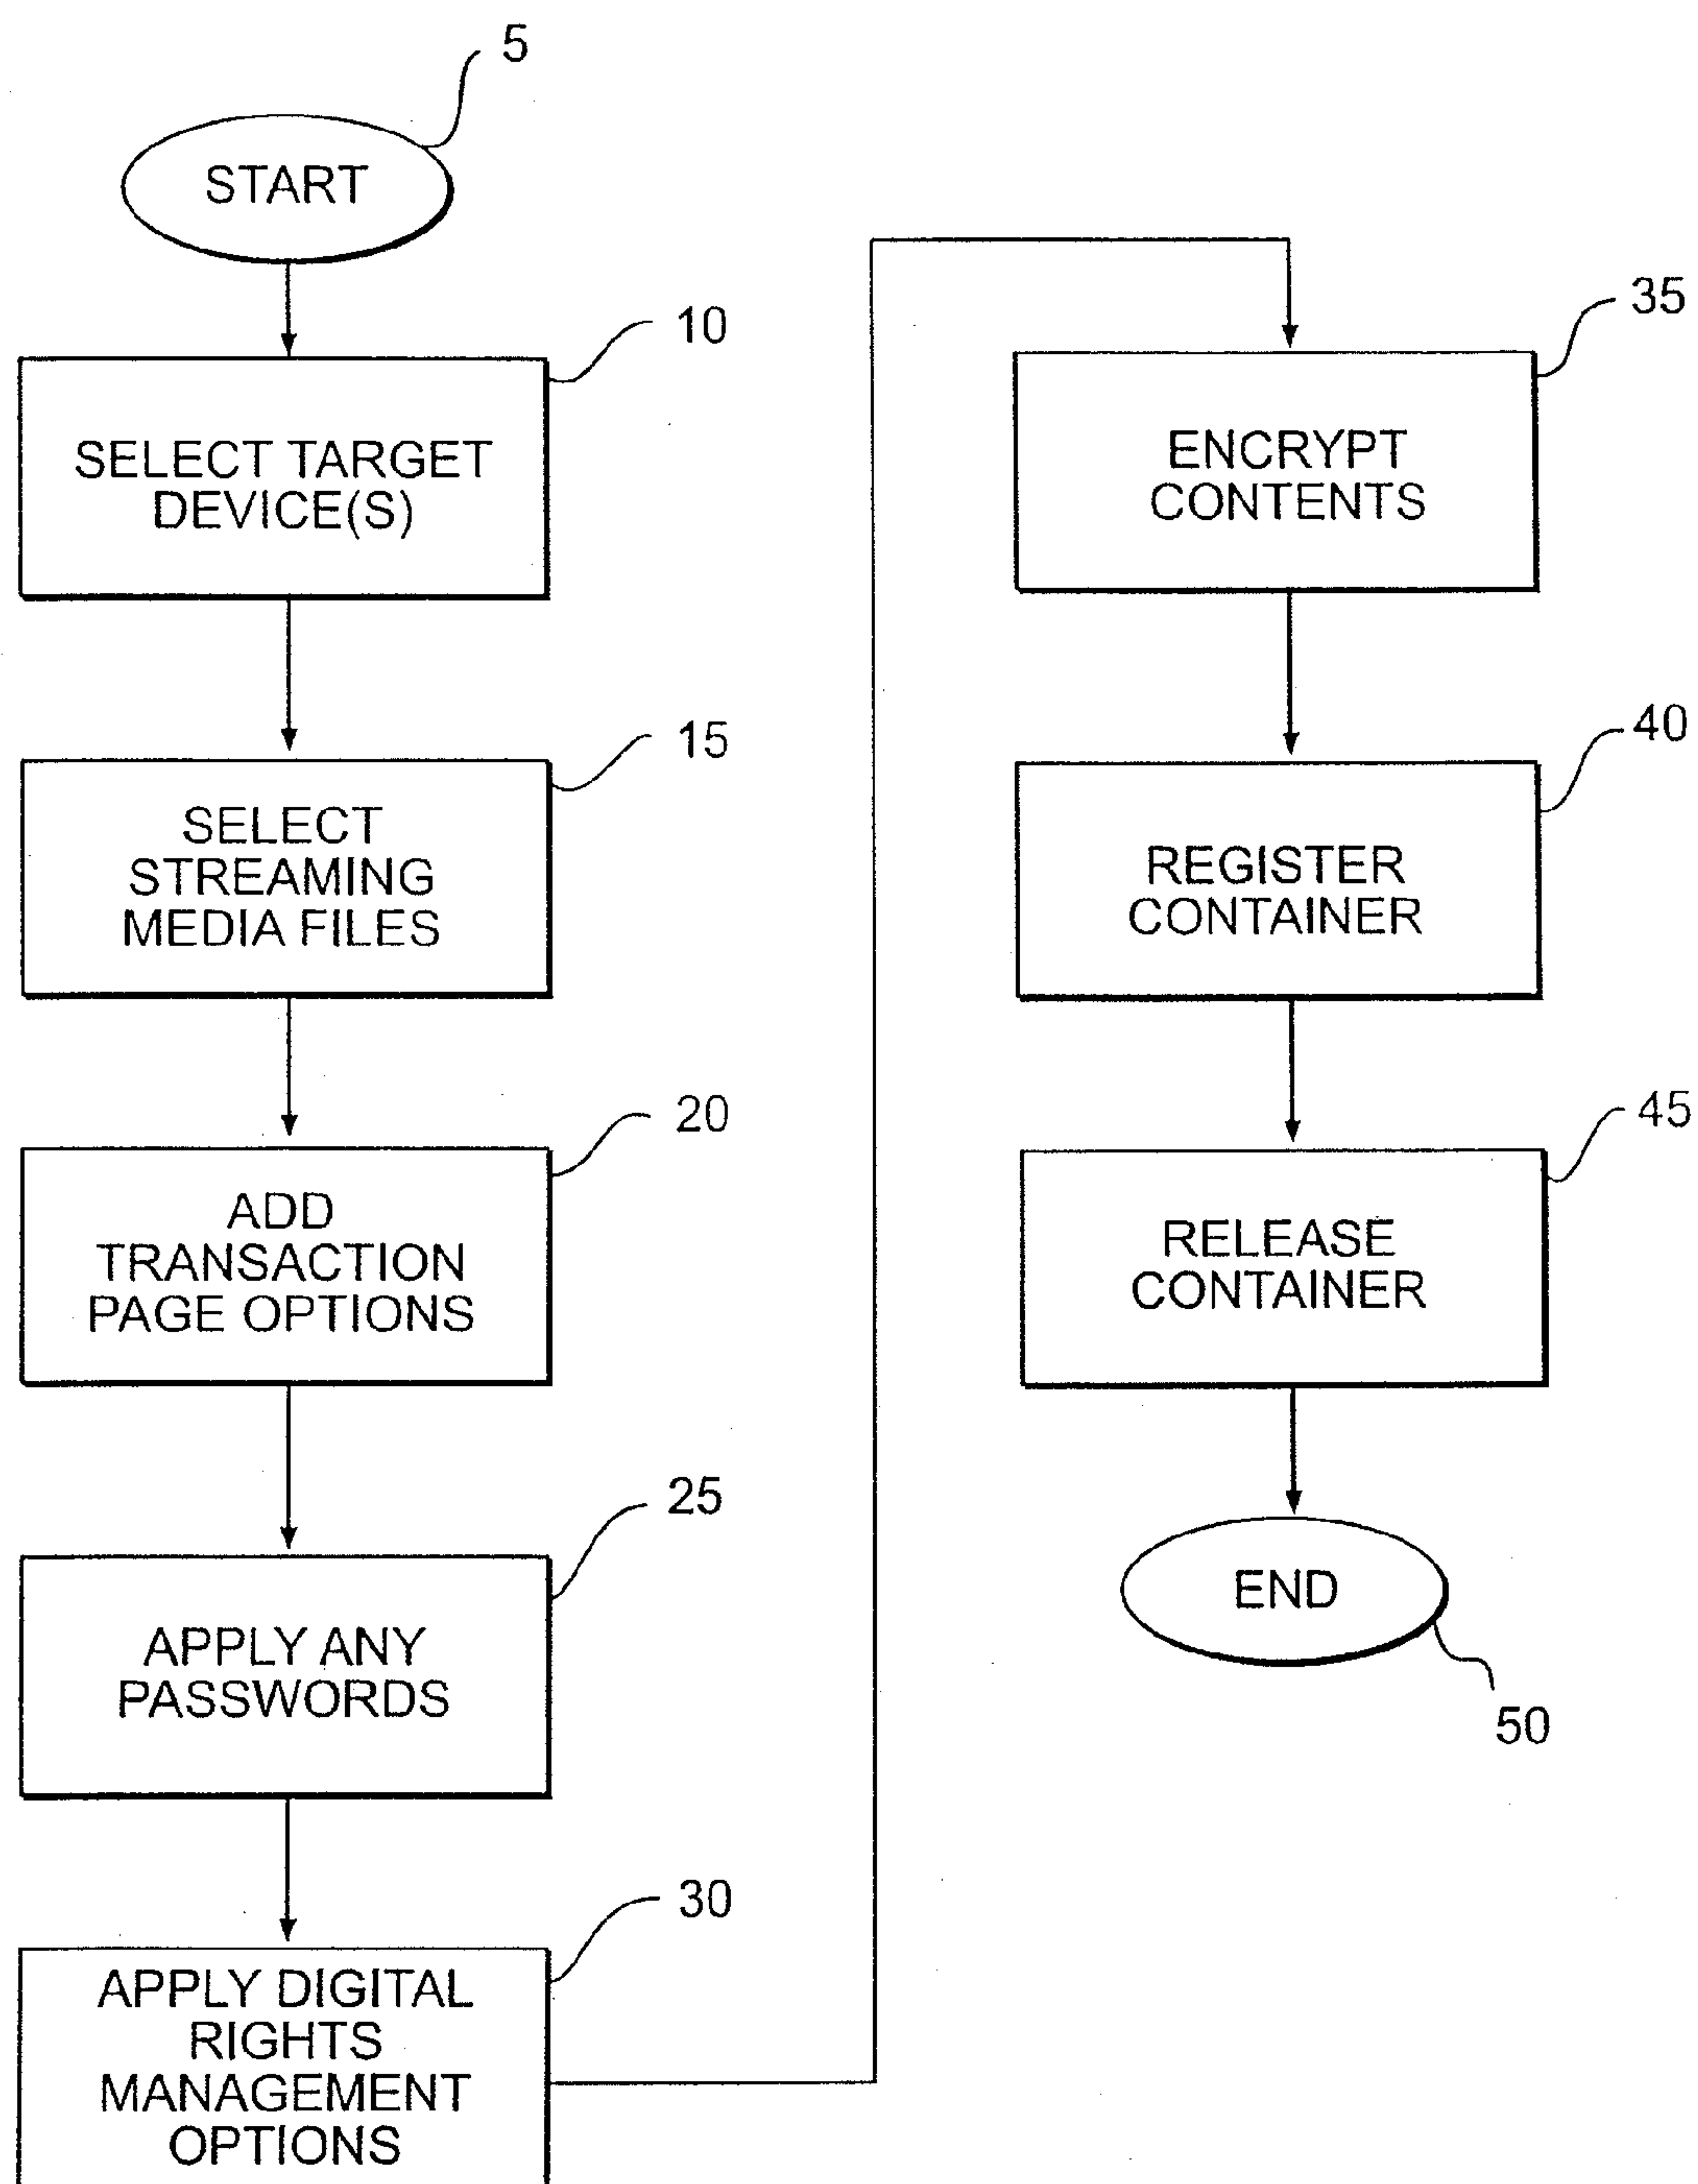 5
START
10
SELECT TARGET
DEVICE(S)
15
SELECT
STREAMING
MEDIA FILES
20
ADD
TRANSACTION
PAGE OPTIONS
25
APPLY ANY
PASSWORDS
30
APPLY DIGITAL
RIGHTS
MANAGEMENT
OPTIONS
35
ENCRYPT
CONTENTS
40
REGISTER
CONTAINER
45
RELEASE
CONTAINER
END
50